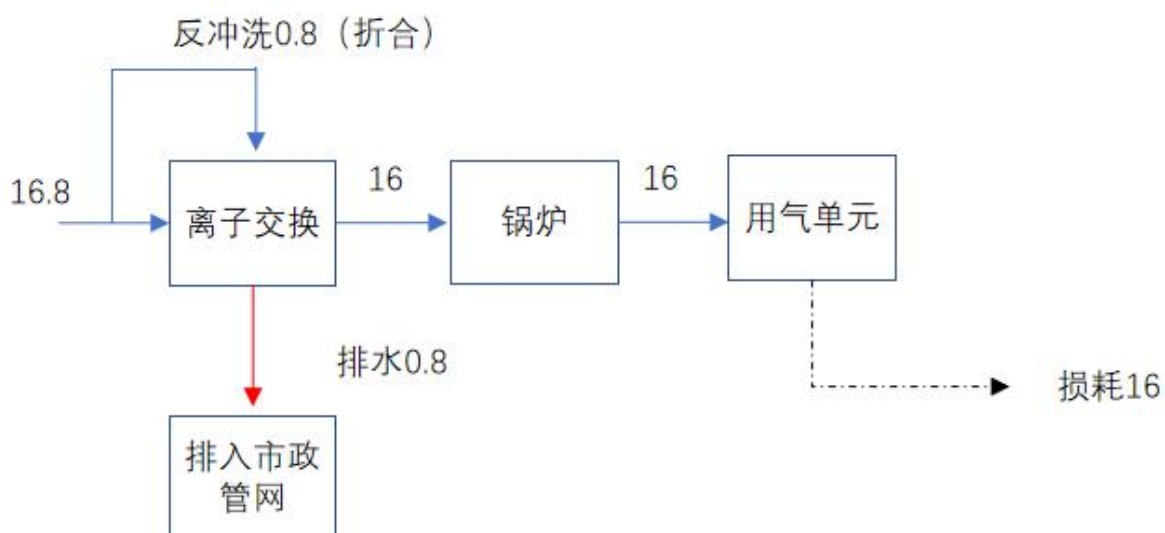 反冲洗0.8（折合）
16.8
离子交换
16
锅炉
16
用气单元
排水0.8
损耗16
排入市政
管网